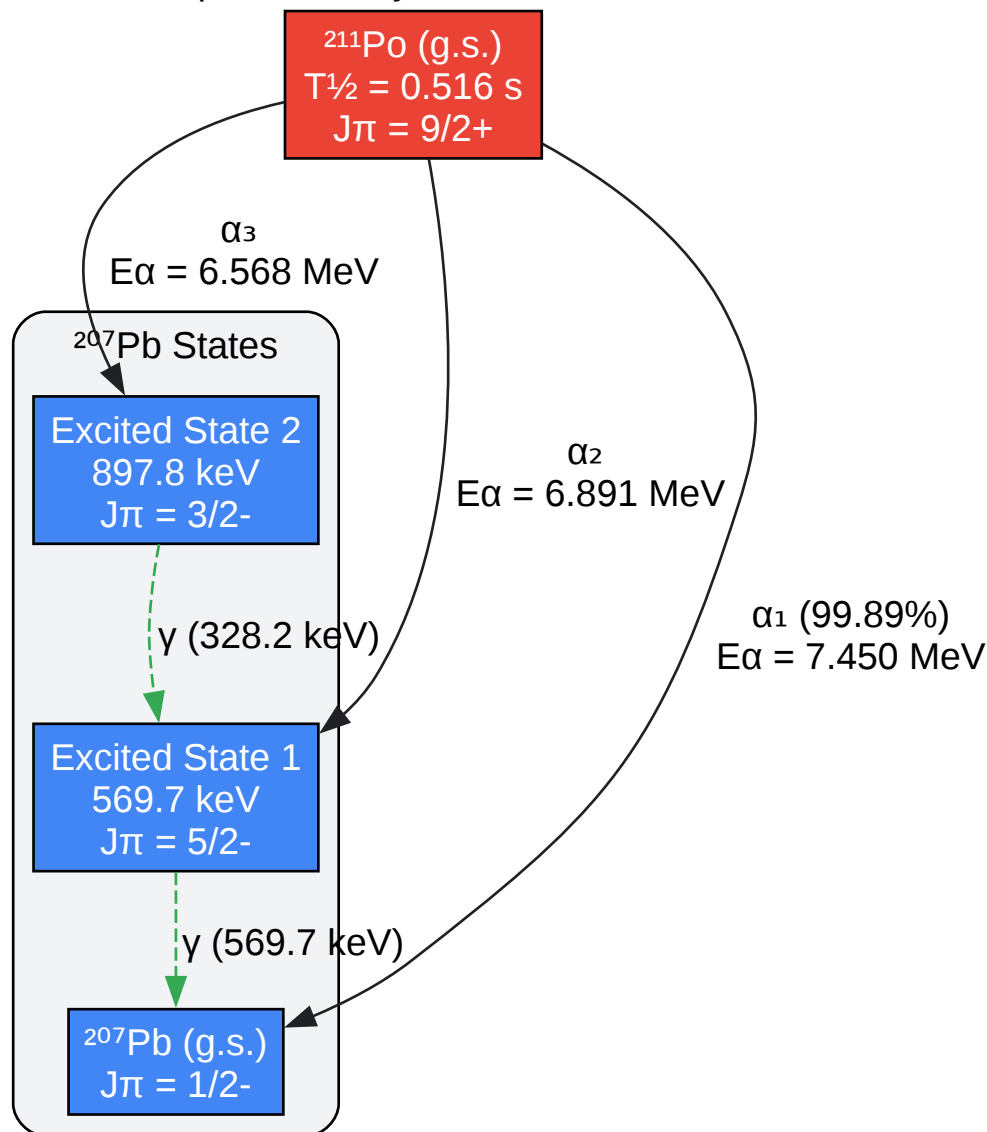 ²¹¹Po (g.s.)
T½ = 0.516 s
Jπ = 9/2+
α₃
Eα = 6.568 MeV
²⁰⁷Pb States
Excited State 2
897.8 keV
Jπ = 3/2-
α₂
Eα = 6.891 MeV
α₁ (99.89%)
Eα = 7.450 MeV
γ (328.2 keV)
Excited State 1
569.7 keV
Jπ = 5/2-
γ (569.7 keV)
²⁰⁷Pb (g.s.)
Jπ = 1/2-